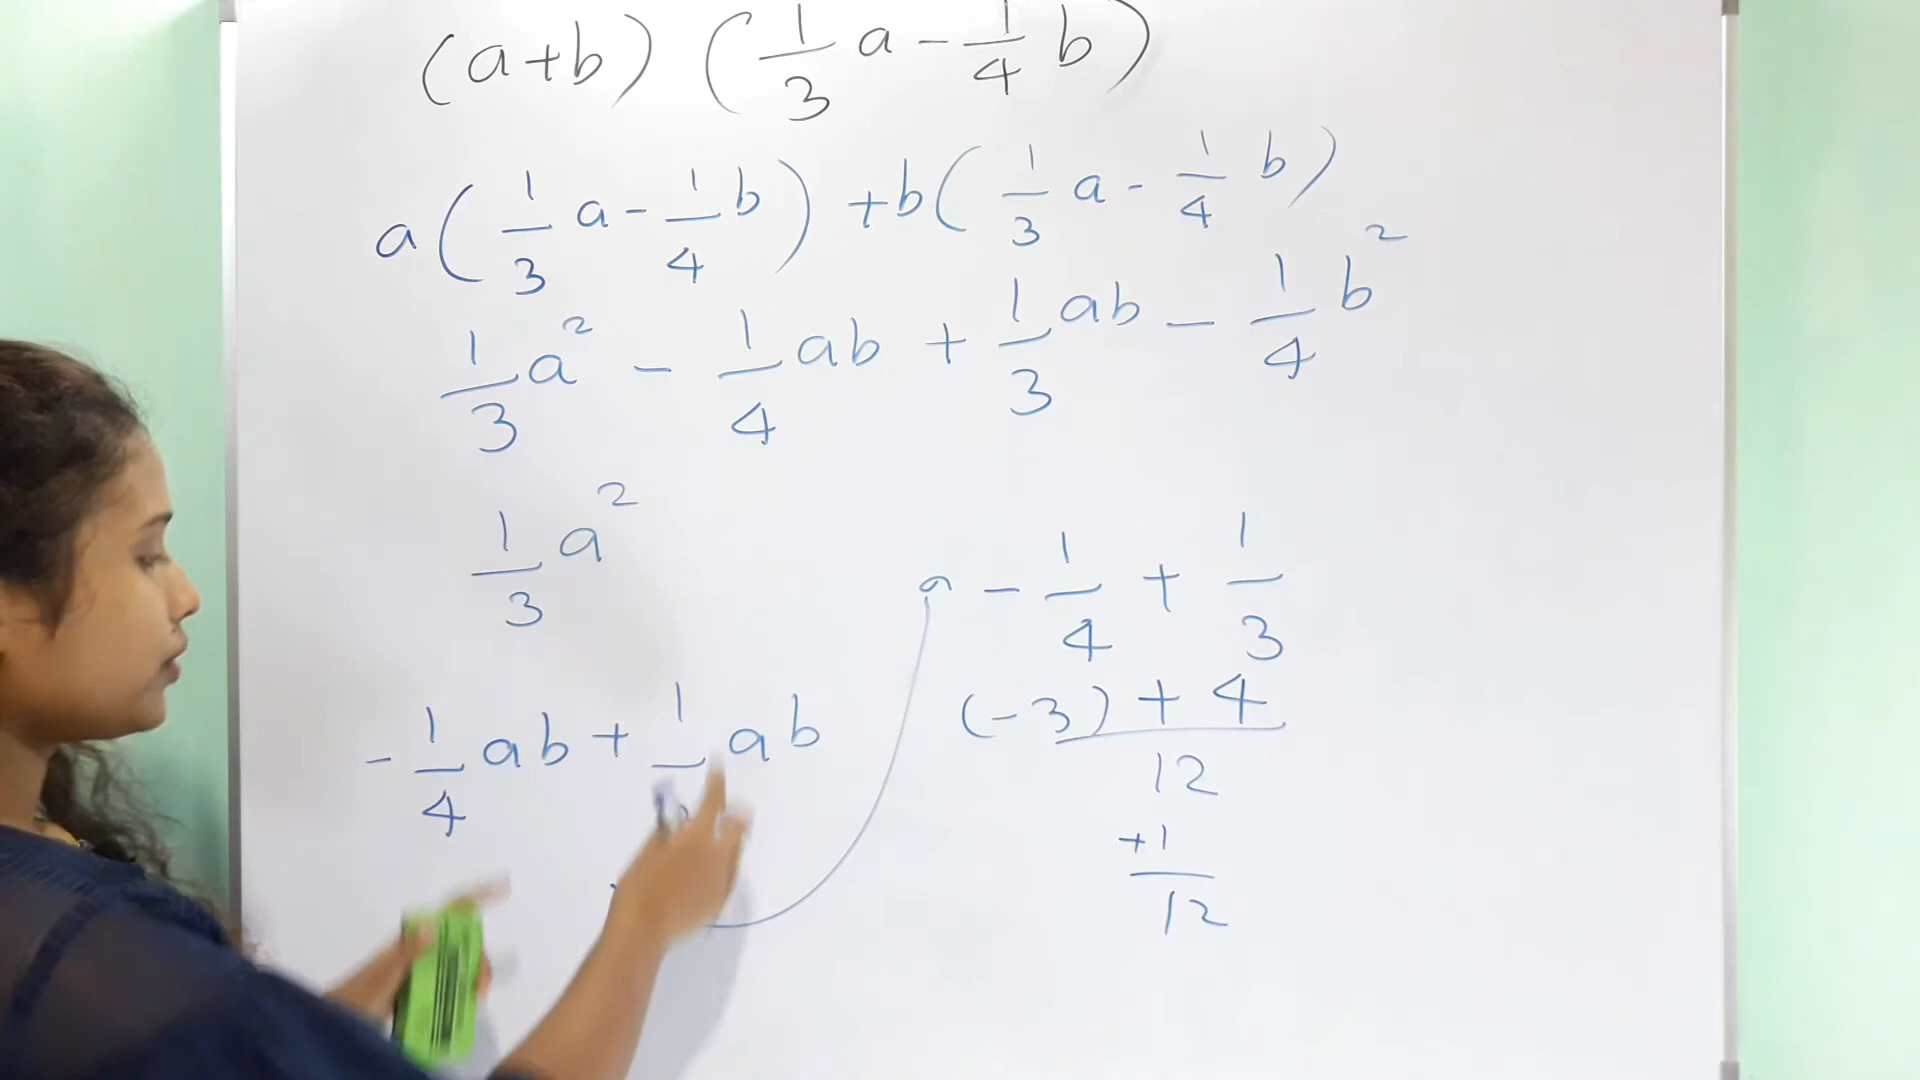 (a+b) (1/3 a - 1/4 b)
a(1/3 a - 1/4 b) + b(1/3 a - 1/4 b)
1/3 a² - 1/4 ab + 1/3 ab - 1/4 b²
1/3 a²
- 1/4 ab + 1/ ab
- 1/4 + 1/3
(-3) + 4 / 12
+1/12